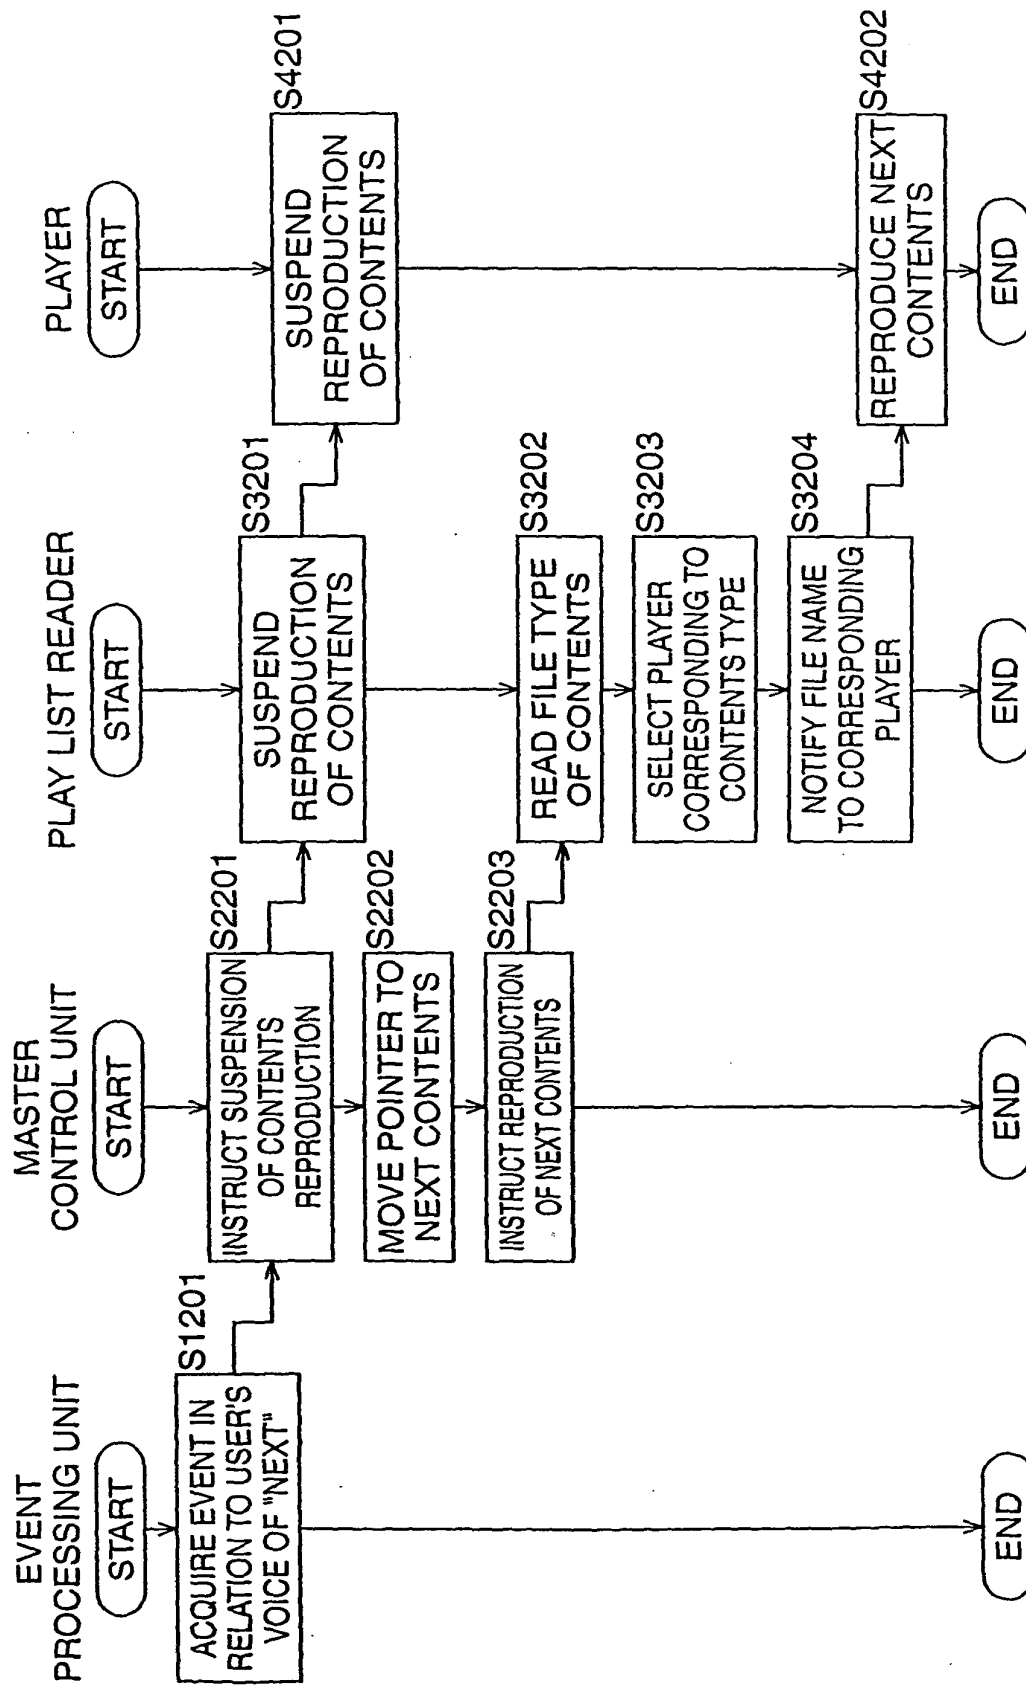 EVENT
PROCESSING UNIT
START
ACQUIRE EVENT IN
RELATION TO USER'S
VOICE OF "NEXT"
S1201
END
MASTER
CONTROL UNIT
START
INSTRUCT SUSPENSION
OF CONTENTS
REPRODUCTION
S2201
MOVE POINTER TO
NEXT CONTENTS
S2202
INSTRUCT REPRODUCTION
OF NEXT CONTENTS
S2203
END
PLAY LIST READER
START
SUSPEND
REPRODUCTION
OF CONTENTS
S3201
READ FILE TYPE
OF CONTENTS
S3202
SELECT PLAYER
CORRESPONDING TO
CONTENTS TYPE
S3203
NOTIFY FILE NAME
TO CORRESPONDING
PLAYER
S3204
END
PLAYER
START
SUSPEND
REPRODUCTION
OF CONTENTS
S4201
REPRODUCE NEXT
CONTENTS
S4202
END